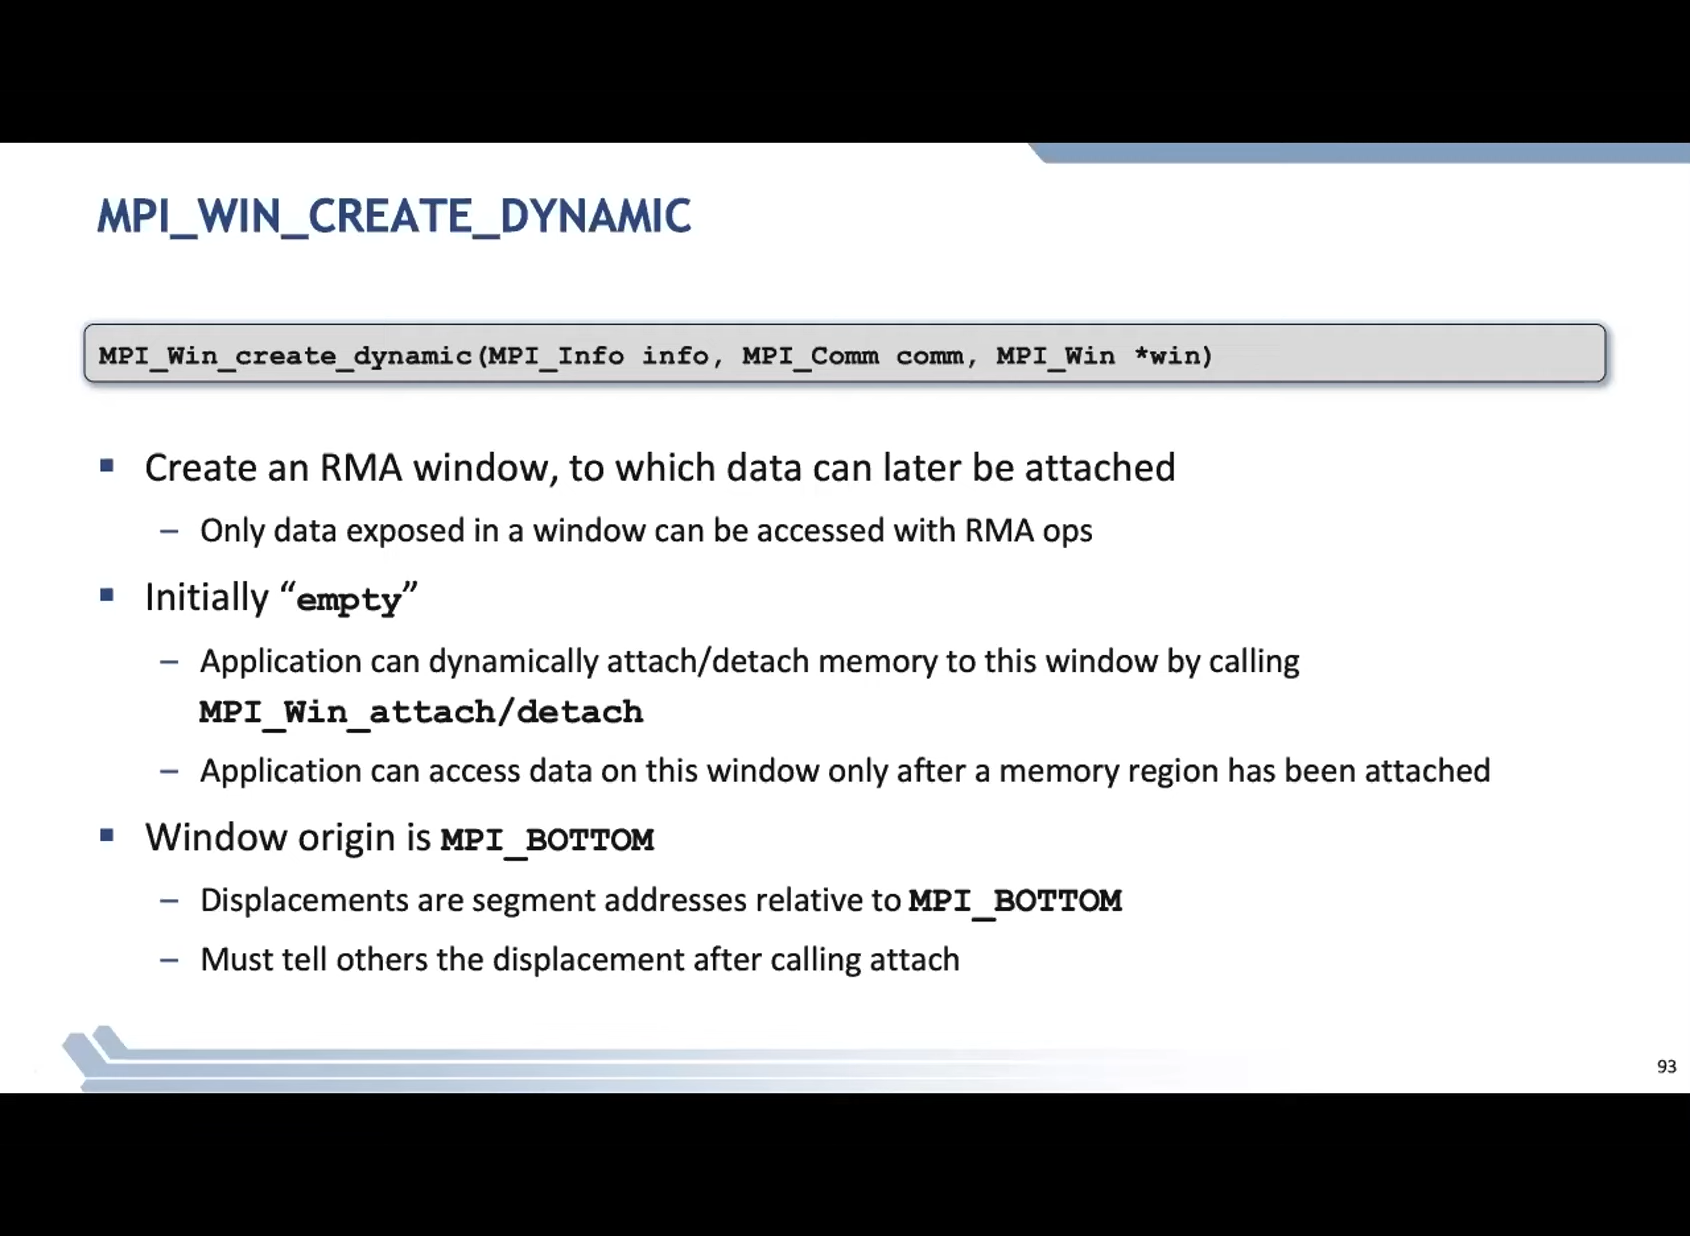 MPI_WIN_CREATE_DYNAMIC
MPI_Win_create_dynamic(MPI_Info info, MPI_Comm comm, MPI_Win *win)
▪ Create an RMA window, to which data can later be attached
– Only data exposed in a window can be accessed with RMA ops
▪ Initially “empty”
– Application can dynamically attach/detach memory to this window by calling
MPI_Win_attach/detach
– Application can access data on this window only after a memory region has been attached
▪ Window origin is MPI_BOTTOM
– Displacements are segment addresses relative to MPI_BOTTOM
– Must tell others the displacement after calling attach
93